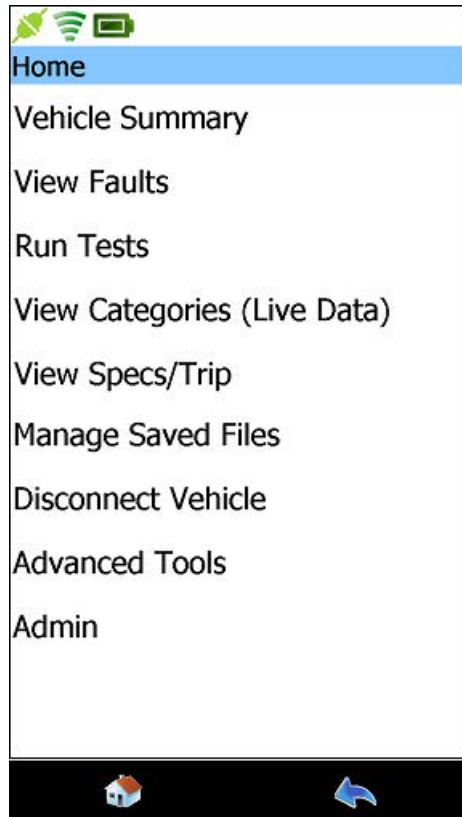 Home
Vehicle Summary
View Faults
Run Tests
View Categories (Live Data)
View Specs/Trip
Manage Saved Files
Disconnect Vehicle
Advanced Tools
Admin